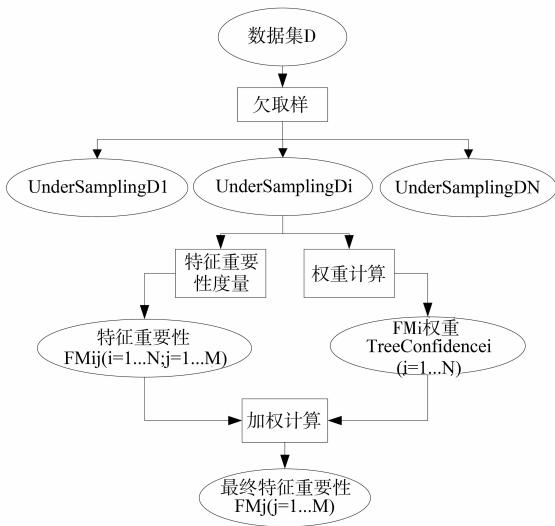 数据集D
欠取样
UnderSamplingD1
UnderSamplingDi
UnderSamplingDN
特征重要
性度量
权重计算
特征重要性
FMij(i=1...N;j=1...M)
FMi权重
TreeConfidencei
(i=1...N)
加权计算
最终特征重要性
FMj(j=1...M)